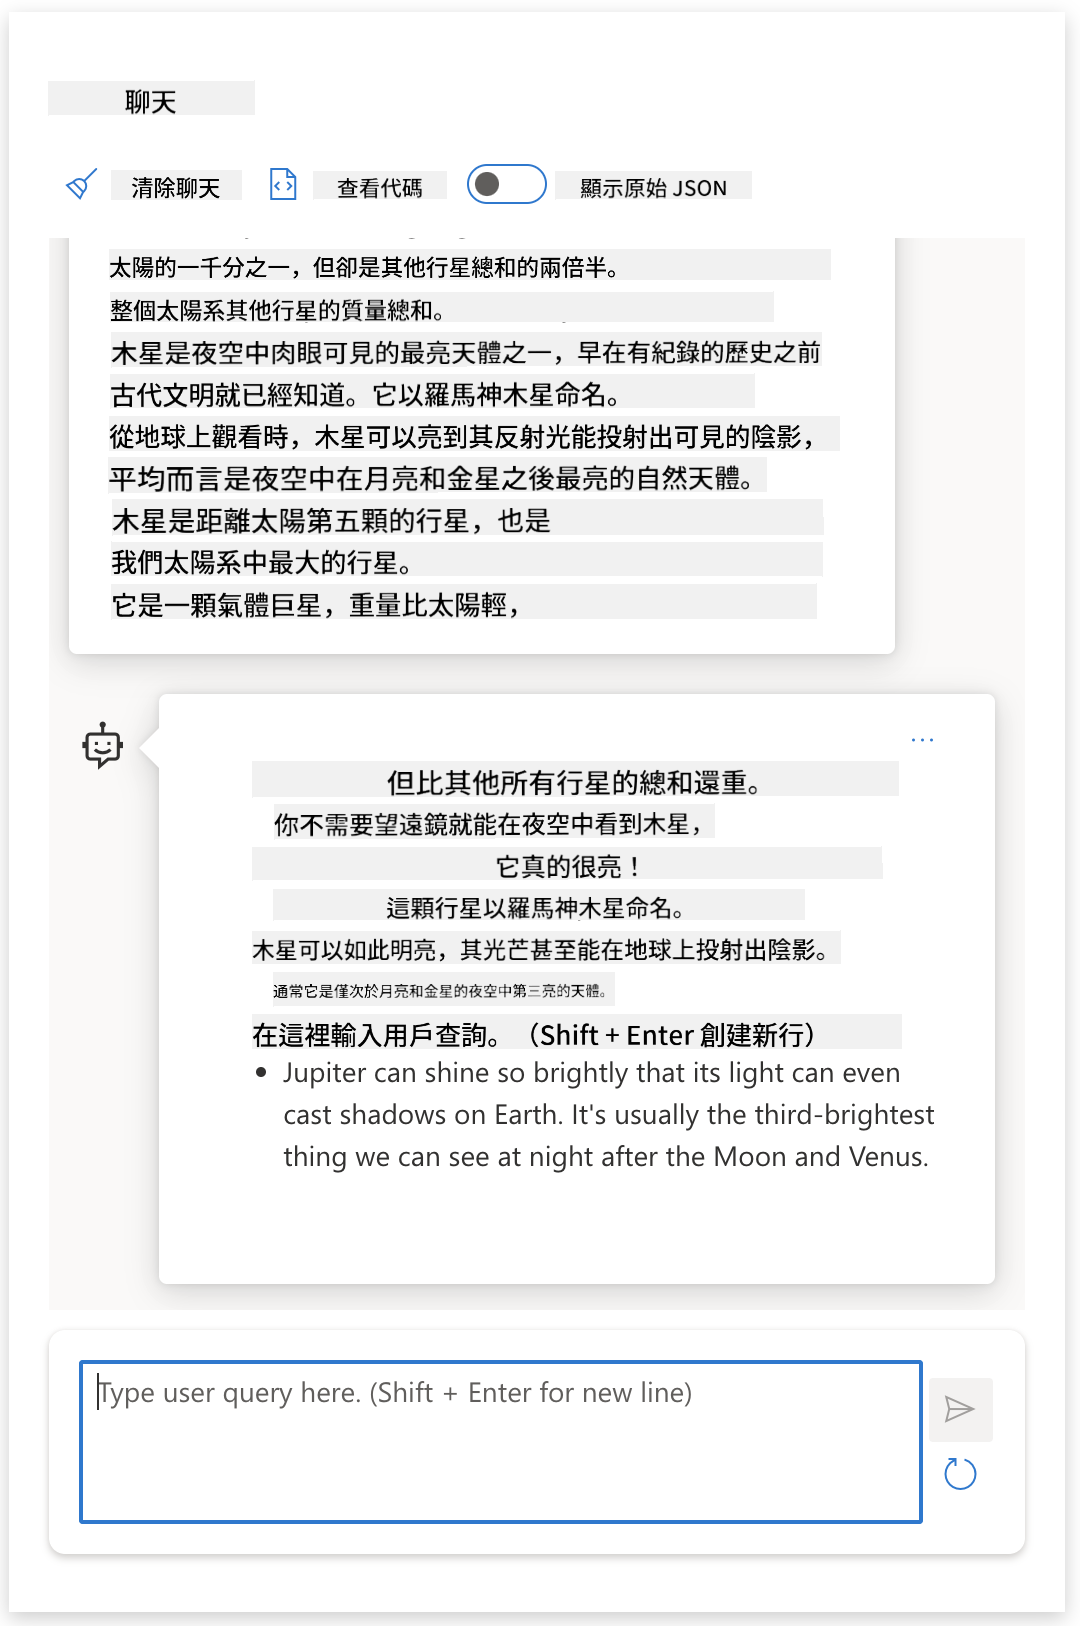 聊天
清除聊天
查看代碼
顯示原始 JSON
太陽的一千分之一，但卻是其他行星總和的兩倍半。
整個太陽系其他行星的質量總和。
木星是夜空中肉眼可見的最亮天體之一，早在有紀錄的歷史之前
古代文明就已經知道。它以羅馬神木星命名。
從地球上觀看時，木星可以亮到其反射光能投射出可見的陰影，
平均而言是夜空中在月亮和金星之後最亮的自然天體。
木星是距離太陽第五顆的行星，也是
我們太陽系中最大的行星。
它是一顆氣體巨星，重量比太陽輕，
...
但比其他所有行星的總和還重。
你不需要望遠鏡就能在夜空中看到木星，
它真的很亮！
這顆行星以羅馬神木星命名。
木星可以如此明亮，其光芒甚至能在地球上投射出陰影。
通常它是僅次於月亮和金星的夜空中第三亮的天體。
在這裡輸入用戶查詢。（Shift + Enter 創建新行）
• Jupiter can shine so brightly that its light can even
cast shadows on Earth. It's usually the third-brightest
thing we can see at night after the Moon and Venus.
Type user query here. (Shift + Enter for new line)